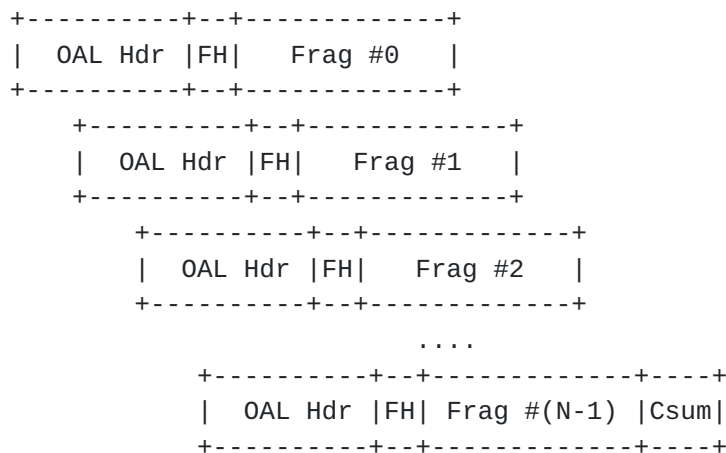 +----------+--+-------------+
|  OAL Hdr |FH|   Frag #0   |
+----------+--+-------------+
    +----------+--+-------------+
    |  OAL Hdr |FH|   Frag #1   |
    +----------+--+-------------+
        +----------+--+-------------+
        |  OAL Hdr |FH|   Frag #2   |
        +----------+--+-------------+
                          ....
            +----------+--+-------------+----+
            |  OAL Hdr |FH| Frag #(N-1) |Csum|
            +----------+--+-------------+----+